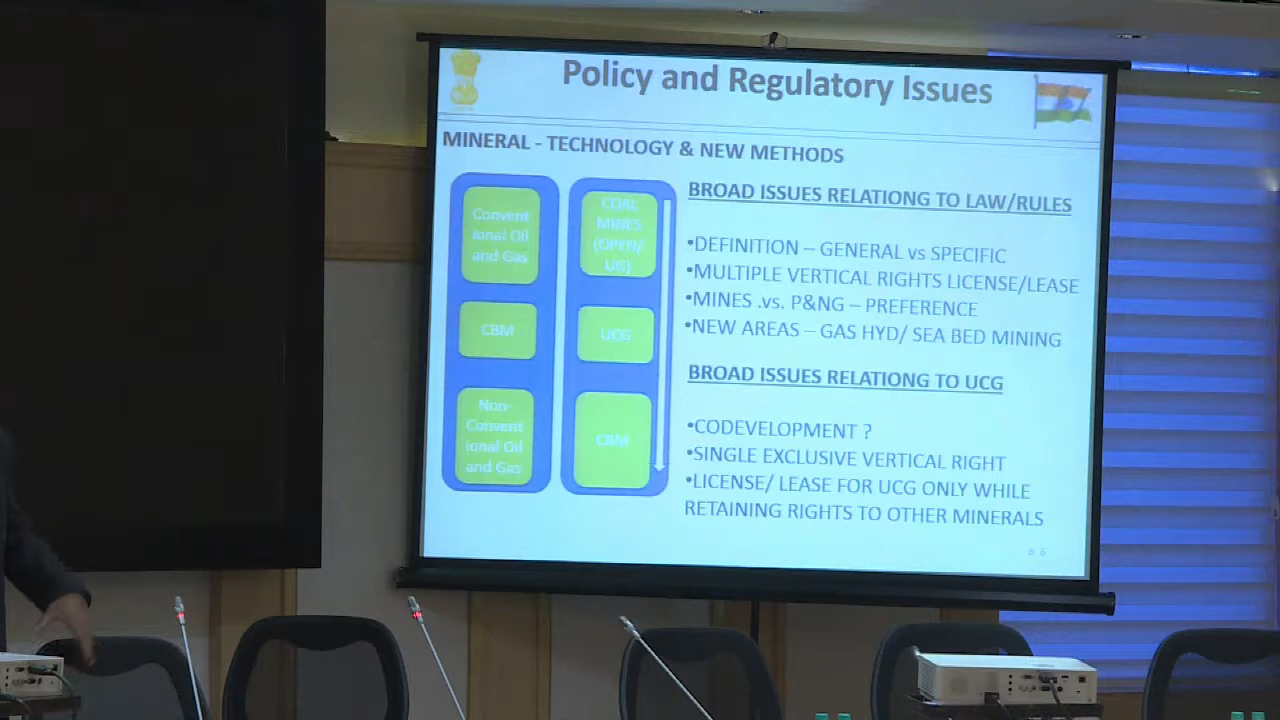 Policy and Regulatory Issues
MINERAL - TECHNOLOGY & NEW METHODS
Convent
ional Oil
and Gas
CBM
Non-
Convent
ional Oil
and Gas
COAL
MINES
(OPEN/
UG)
UCG
CBM
BROAD ISSUES RELATIONG TO LAW/RULES
•DEFINITION – GENERAL vs SPECIFIC
•MULTIPLE VERTICAL RIGHTS LICENSE/LEASE
•MINES .vs. P&NG – PREFERENCE
•NEW AREAS – GAS HYD/ SEA BED MINING
BROAD ISSUES RELATIONG TO UCG
•CODEVELOPMENT ?
•SINGLE EXCLUSIVE VERTICAL RIGHT
•LICENSE/ LEASE FOR UCG ONLY WHILE
RETAINING RIGHTS TO OTHER MINERALS
6 6